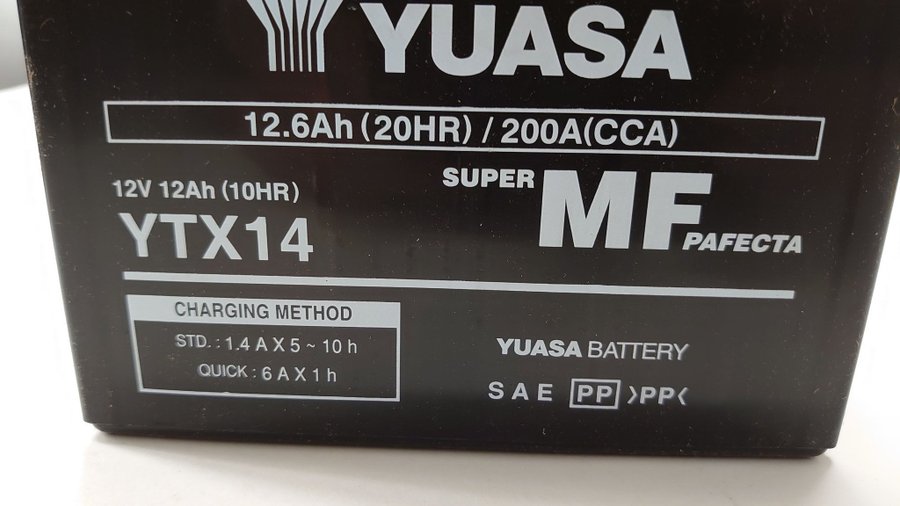 YUASA
12.6Ah (20HR) / 200A(CCA)
12V 12Ah (10HR)
YTX14
SUPER MF PAFECTA
CHARGING METHOD
STD. : 1.4 A X 5 ~ 10 h
QUICK : 6 A X 1 h
YUASA BATTERY
S A E PP >PP<